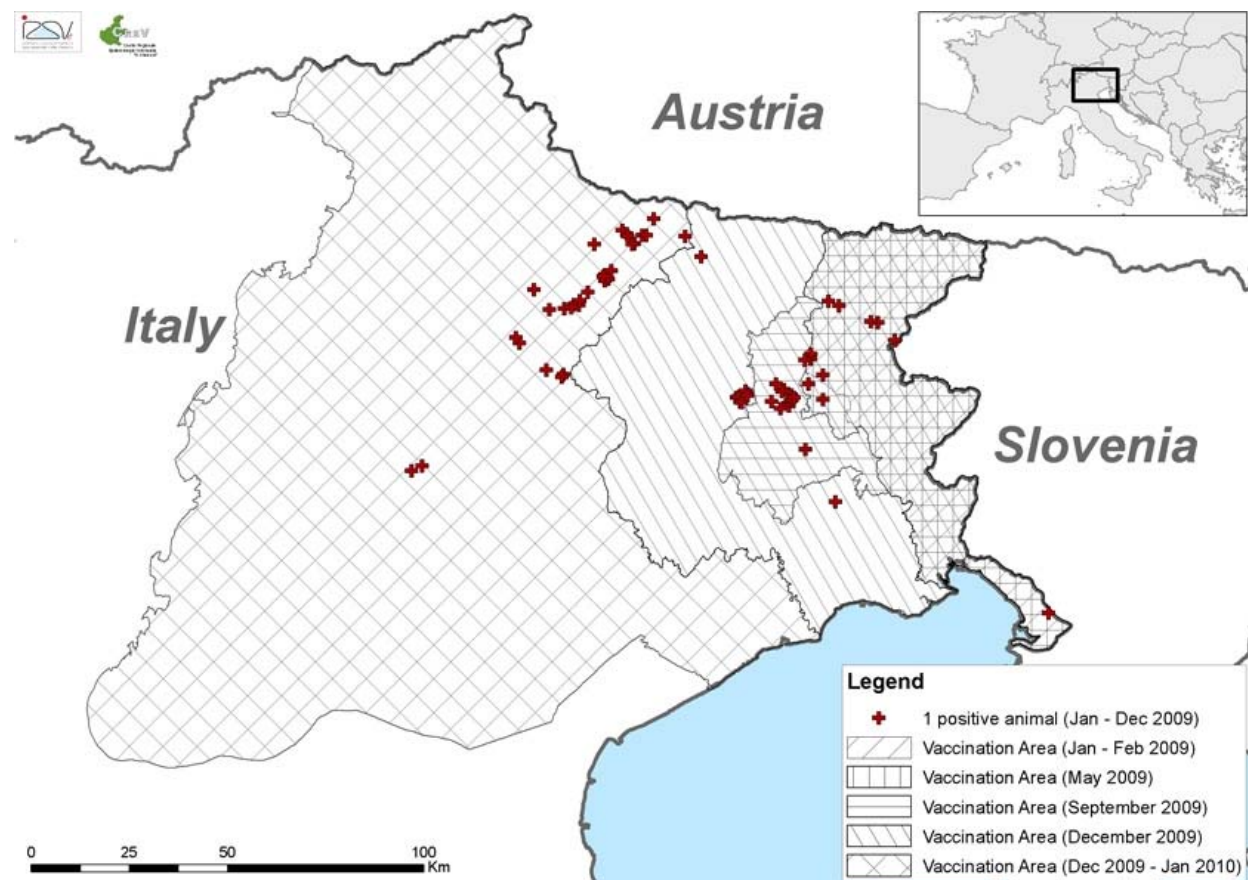 CREV
Austria
Italy
Slovenia
Legend
1 positive animal (Jan - Dec 2009)
Vaccination Area (Jan - Feb 2009)
Vaccination Area (May 2009)
Vaccination Area (September 2009)
Vaccination Area (December 2009)
Vaccination Area (Dec 2009 - Jan 2010)
0 25 50 100
Km